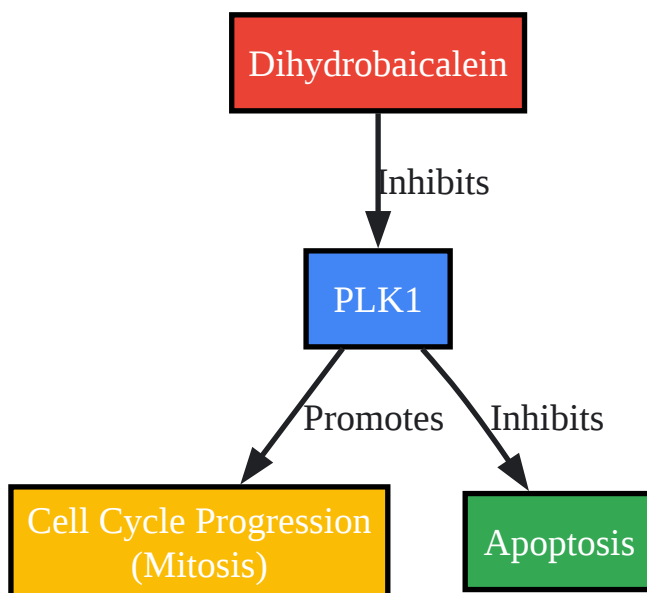 Dihydrobaicalein
Inhibits
PLK1
Promotes
Inhibits
Cell Cycle Progression
(Mitosis)
Apoptosis